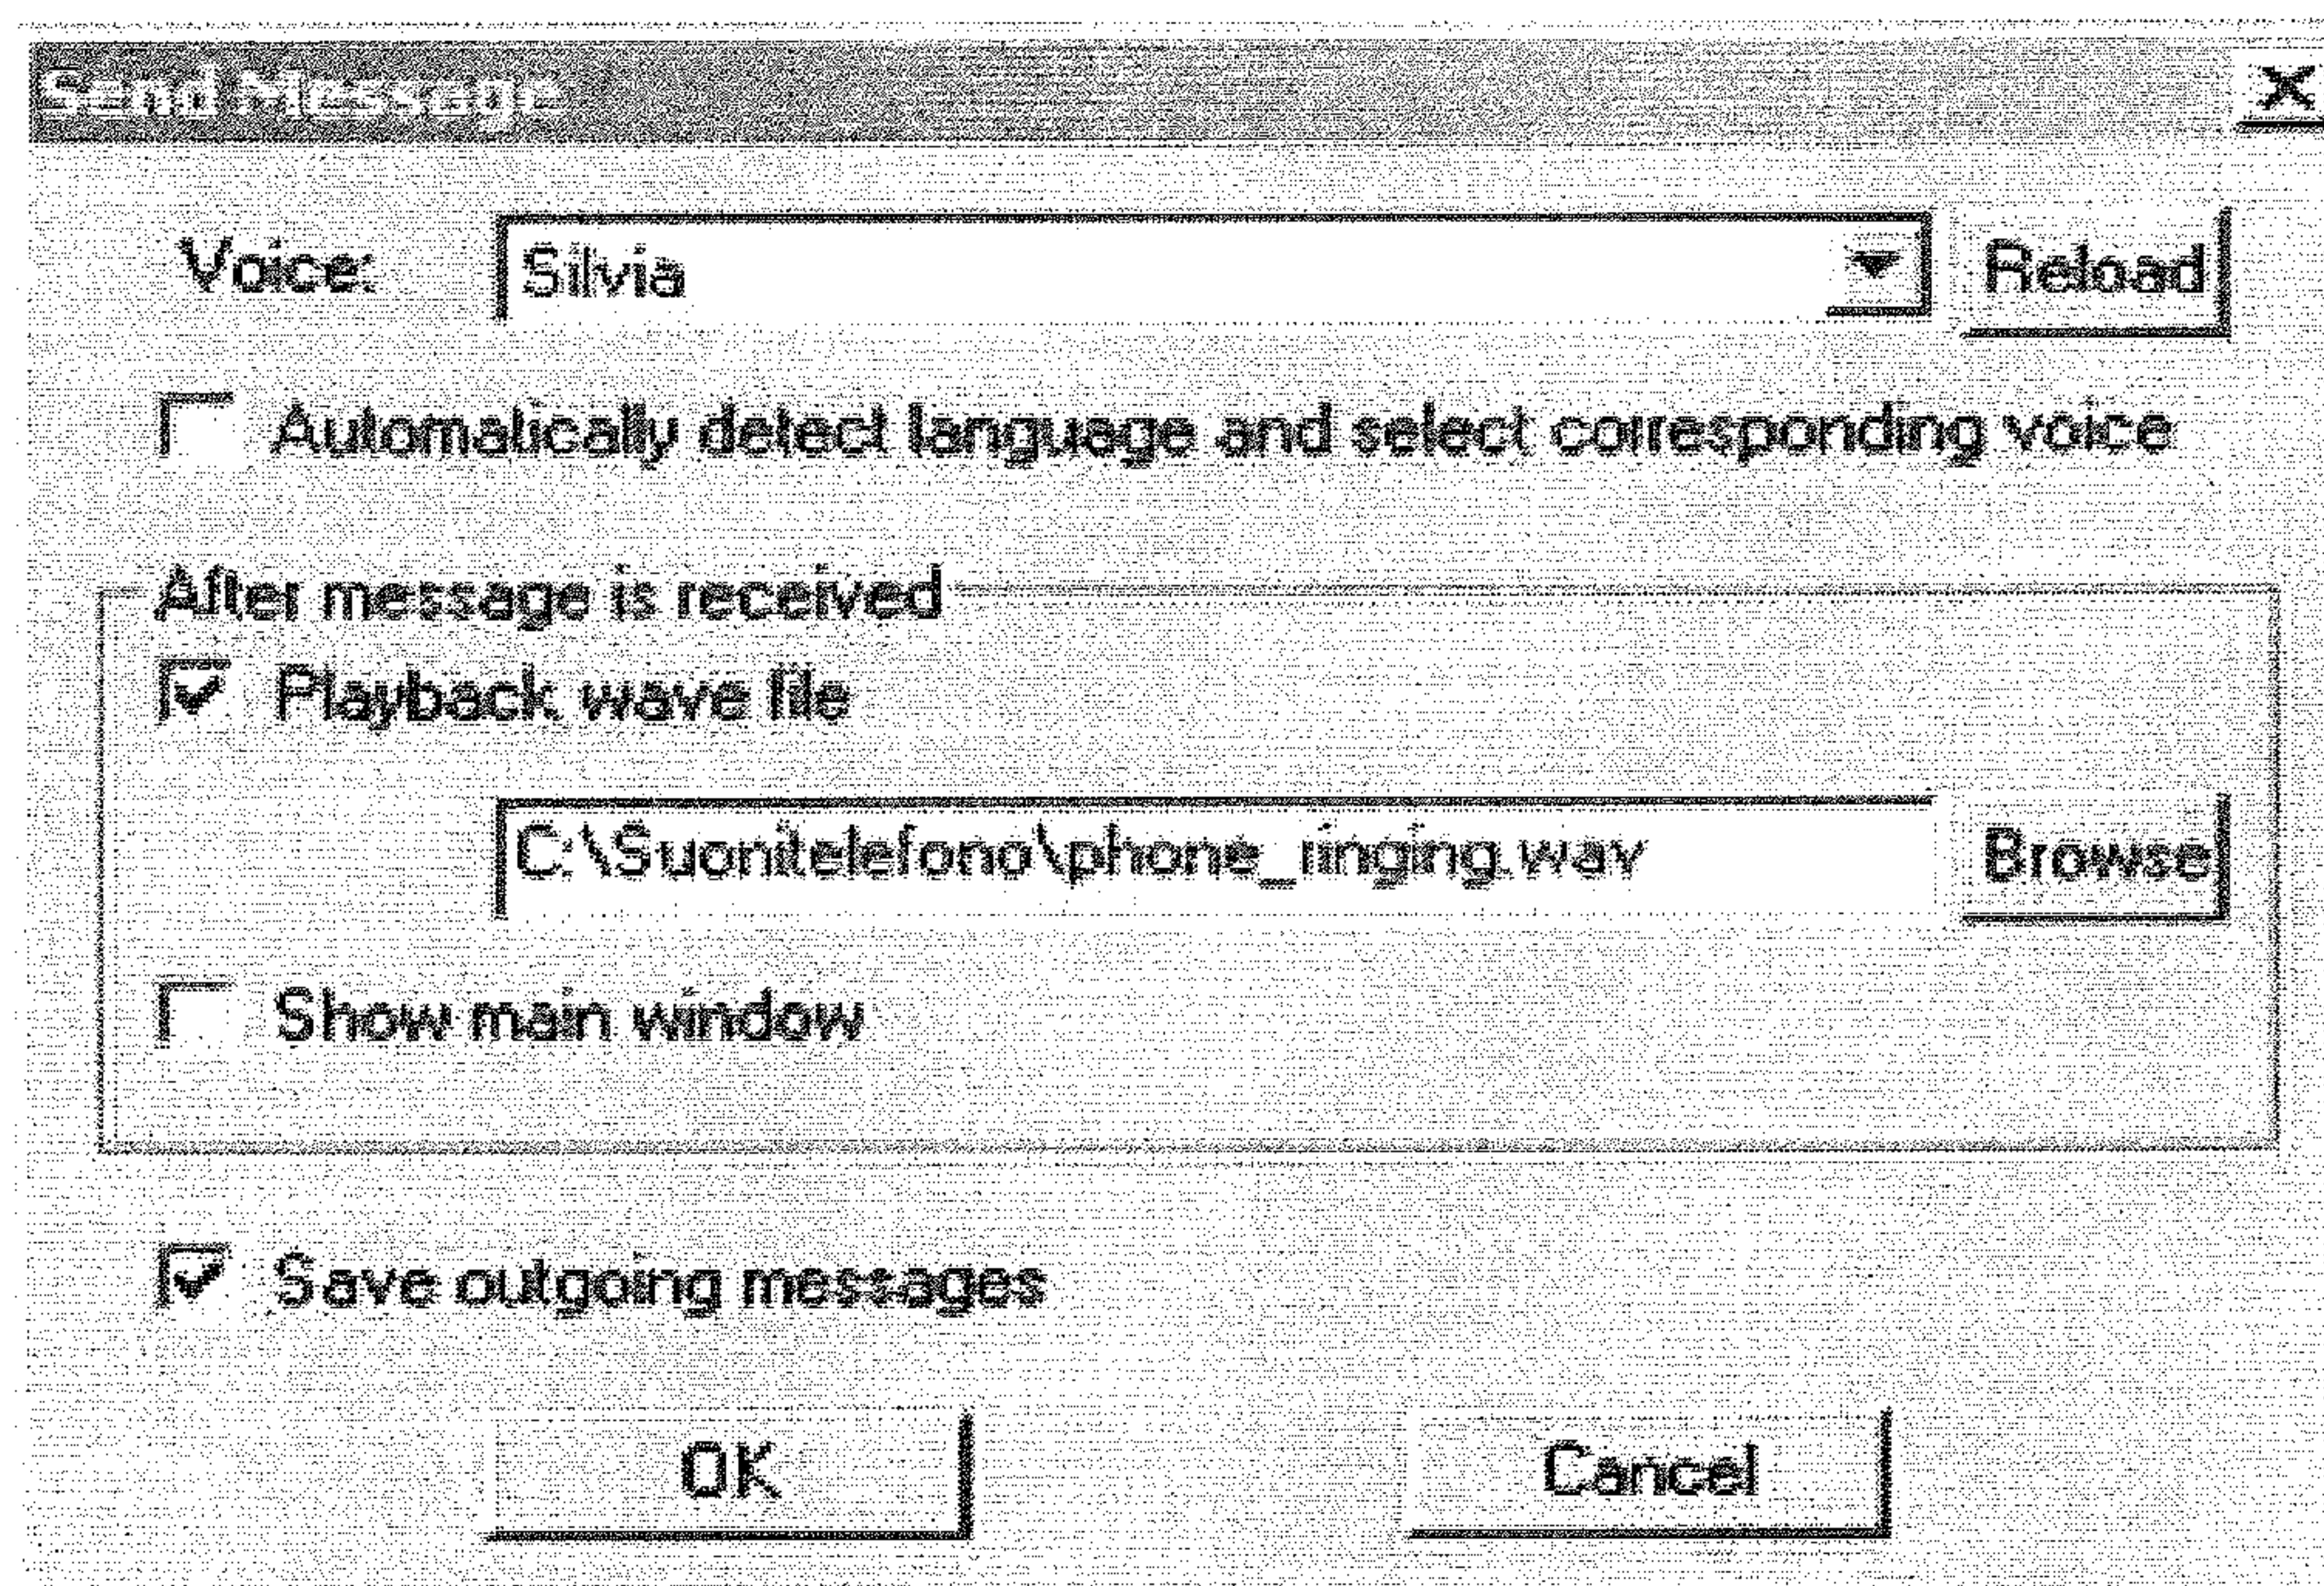 Send Message
Voice: Silvia Reload
Automatically detect language and select corresponding voice
After message is received
Playback wave file
C:\Suonitelefono\phone_ringing.wav Browse
Show main window
Save outgoing messages
OK Cancel